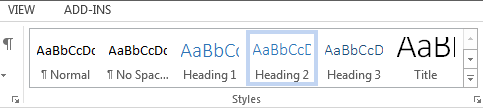 VIEW ADD-INS
¶ AaBbCcDc AaBbCcDc AaBbCc AaBbCcD AaBbCcD AaBb
¶ Normal ¶ No Spac... Heading 1 Heading 2 Heading 3 Title
Styles